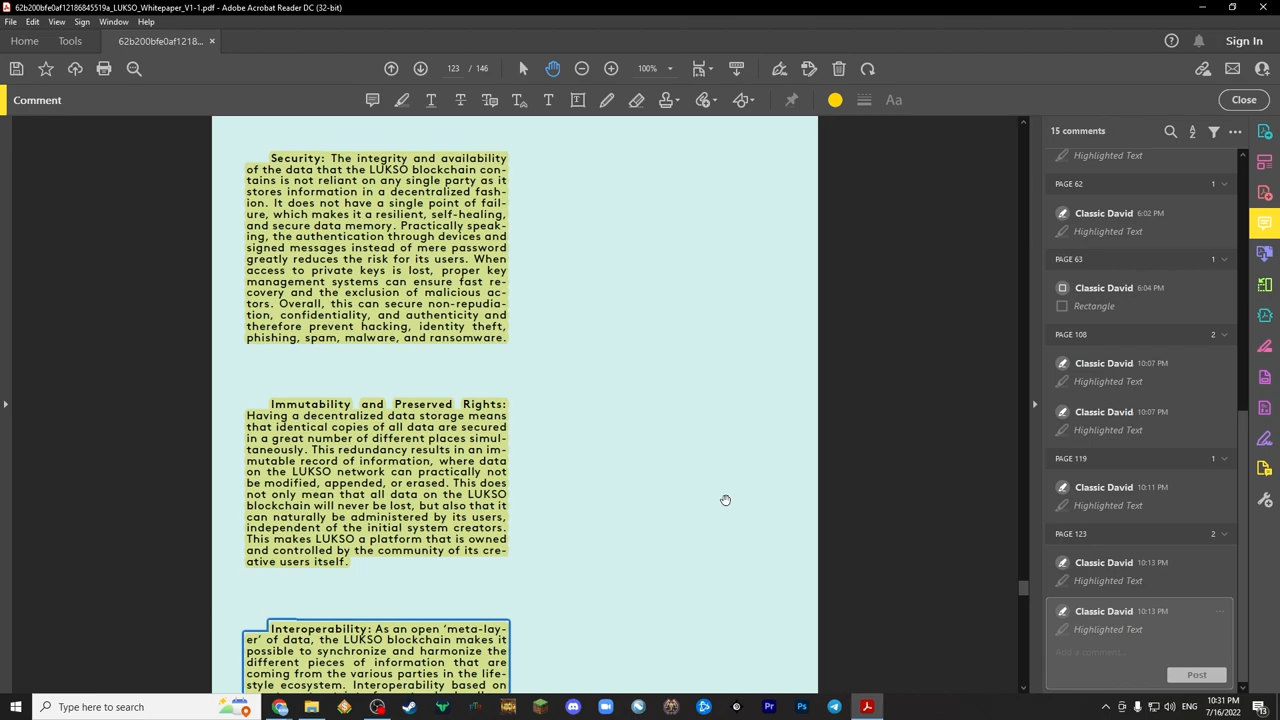 62b200bfe0af12186845519a_LUKSO_Whitepaper_V1-1.pdf - Adobe Acrobat Reader DC (32-bit)
File Edit View Sign Window Help
Home Tools 62b200bfe0af1218... × Sign In
123 / 146 100%
Comment Aa Close
Security: The integrity and availability
of the data that the LUKSO blockchain con-
tains is not reliant on any single party as it
stores information in a decentralized fash-
ion. It does not have a single point of fail-
ure, which makes it a resilient, self-healing,
and secure data memory. Practically speak-
ing, the authentication through devices and
signed messages instead of mere password
greatly reduces the risk for its users. When
access to private keys is lost, proper key
management systems can ensure fast re-
covery and the exclusion of malicious ac-
tors. Overall, this can secure non-repudia-
tion, confidentiality, and authenticity and
therefore prevent hacking, identity theft,
phishing, spam, malware, and ransomware.
Immutability and Preserved Rights:
Having a decentralized data storage means
that identical copies of all data are secured
in a great number of different places simul-
taneously. This redundancy results in an im-
mutable record of information, where data
on the LUKSO network can practically not
be modified, appended, or erased. This does
not only mean that all data on the LUKSO
blockchain will never be lost, but also that it
can naturally be administered by its users,
independent of the initial system creators.
This makes LUKSO a platform that is owned
and controlled by the community of its cre-
ative users itself.
Interoperability: As an open ‘meta-lay-
er’ of data, the LUKSO blockchain makes it
possible to synchronize and harmonize the
different pieces of information that are
coming from the various parties in the life-
style ecosystem. Interoperability based on
15 comments
Highlighted Text
PAGE 62 1
Classic David 6:02 PM
Highlighted Text
PAGE 63 1
Classic David 6:04 PM
Rectangle
PAGE 108 2
Classic David 10:07 PM
Highlighted Text
Classic David 10:07 PM
Highlighted Text
PAGE 119 1
Classic David 10:11 PM
Highlighted Text
PAGE 123 2
Classic David 10:13 PM
Highlighted Text
Classic David 10:13 PM
Highlighted Text
Add a comment...
Post
Type here to search
10:31 PM
7/16/2022